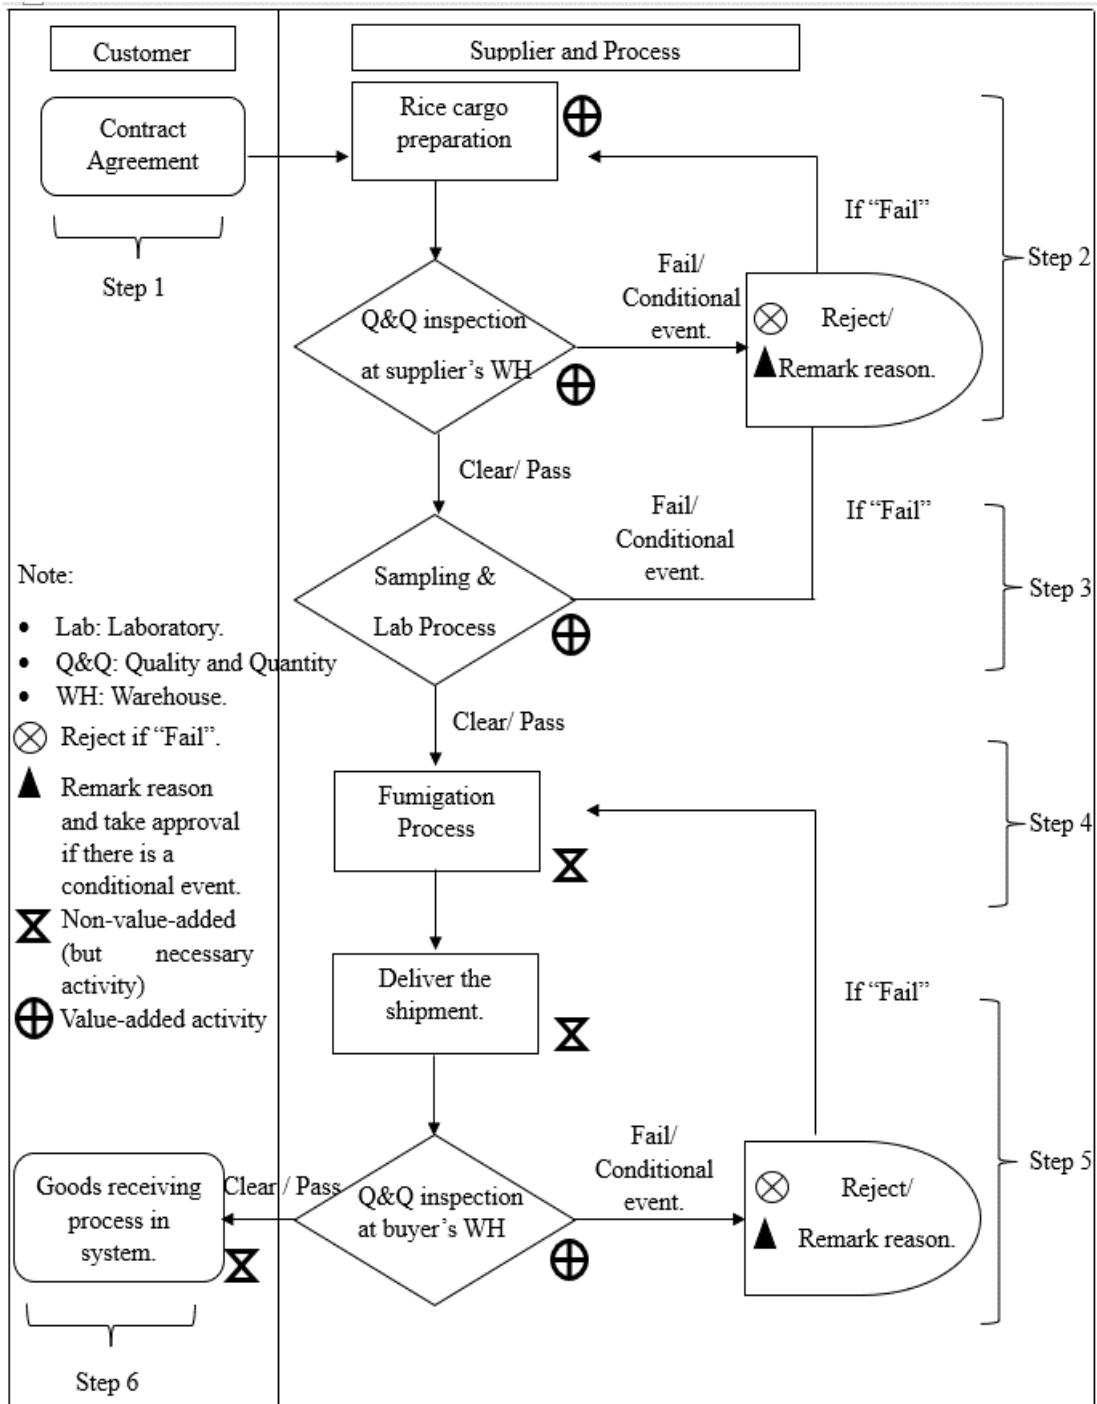 Customer
Supplier and Process
Contract
Agreement
Step 1
Rice cargo
preparation
If “Fail”
Step 2
Q&Q inspection
at supplier’s WH
Fail/
Conditional
event.
Reject/
Remark reason.
Clear/ Pass
Sampling &
Lab Process
Fail/
Conditional
event.
If “Fail”
Step 3
Clear/ Pass
Note:
• Lab: Laboratory.
• Q&Q: Quality and Quantity
• WH: Warehouse.
Reject if “Fail”.
Remark reason
and take approval
if there is a
conditional event.
Non-value-added
(but necessary
activity)
Value-added activity
Fumigation
Process
Step 4
Deliver the
shipment.
If “Fail”
Step 5
Q&Q inspection
at buyer’s WH
Fail/
Conditional
event.
Reject/
Remark reason.
Clear / Pass
Goods receiving
process in
system.
Step 6